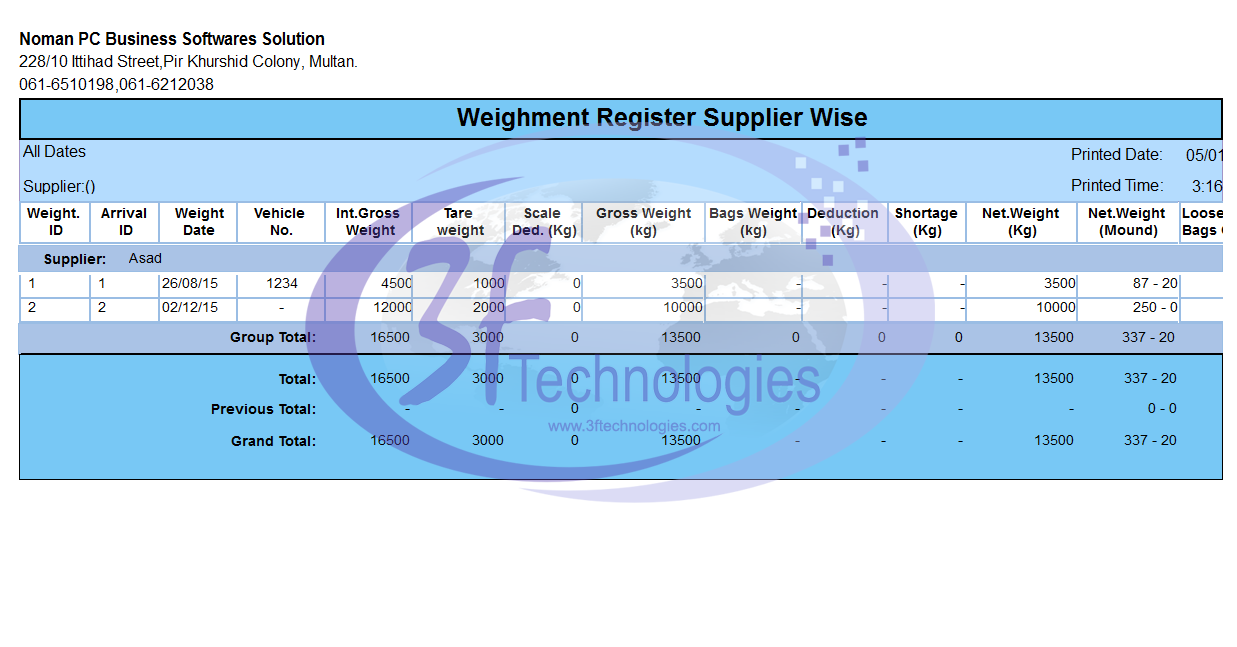 Noman PC Business Softwares Solution
228/10 Ittihad Street,Pir Khurshid Colony, Multan.
061-6510198,061-6212038
Weighment Register Supplier Wise
All Dates
Printed Date: 05/01
Supplier:()
Printed Time: 3:16
Weight. ID Arrival ID Weight Date Vehicle No. Int.Gross Weight Tare weight Scale Ded. (Kg) Gross Weight (kg) Bags Weight (kg) Deduction (Kg) Shortage (Kg) Net.Weight (Kg) Net.Weight (Mound) Loose Bags
Supplier: Asad
1 1 26/08/15 1234 4500 1000 0 3500 - - - 3500 87 - 20
2 2 02/12/15 - 12000 2000 0 10000 - - - 10000 250 - 0
Group Total: 16500 3000 0 13500 0 0 0 13500 337 - 20
Total: 16500 3000 0 13500 - - - 13500 337 - 20
Previous Total: - - 0 - - - - - 0 - 0
Grand Total: 16500 3000 0 13500 - - - 13500 337 - 20
3F Technologies
www.3ftechnologies.com